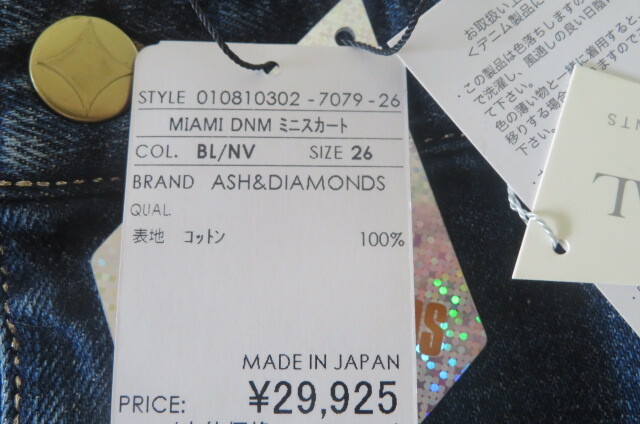 STYLE 010810302 -7079 -26
MIAMI DNM ミニスカート
COL. BL/NV SIZE 26
BRAND ASH&DIAMONDS
QUAL
表地 コットン 100%
MADE IN JAPAN
PRICE: ¥29,925
お取扱い上
<デニム製品に
・この製品は色落ちしますの
で洗濯し、風通しの良い日陰
て下さい。
色の薄い物と一緒に着用すると
移りする場合
ますので
下さい。